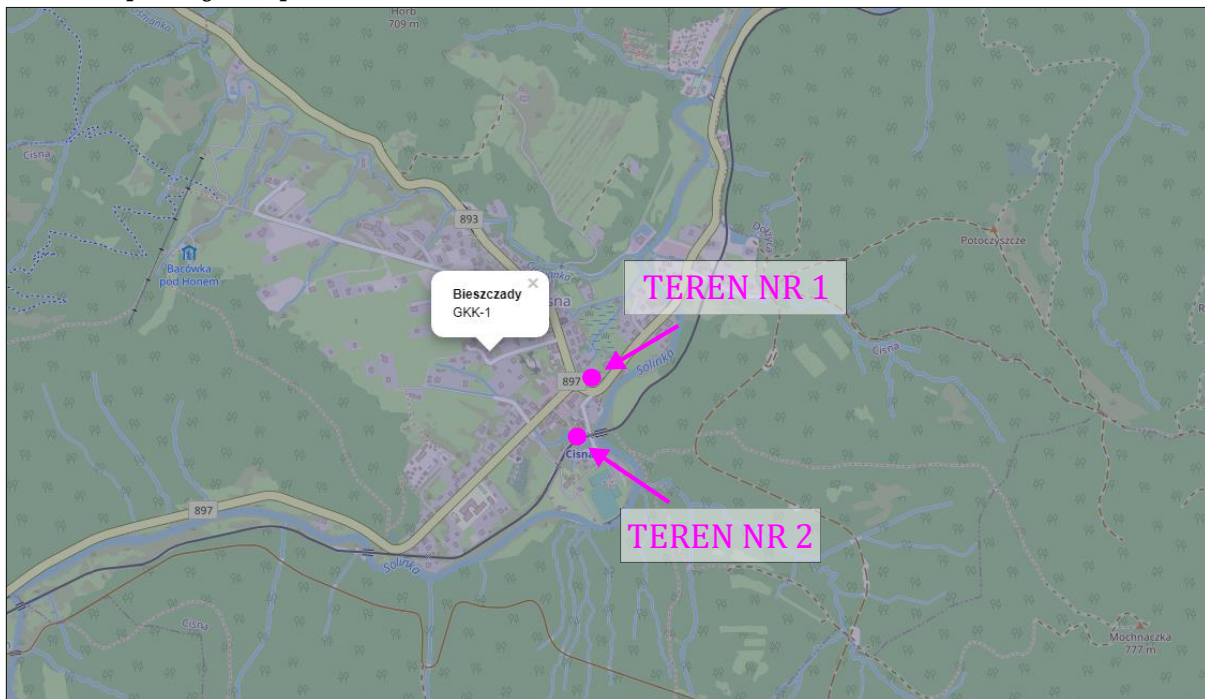 Horb
709 m
Cisna
893
Bacówka
pod Honem
Bieszczady
GKK-1
TEREN NR 1
Potoczyszcze
Cisna
Solinka
897
Cisna
TEREN NR 2
897
Solinka
Cisna
Mochnaczka
777 m